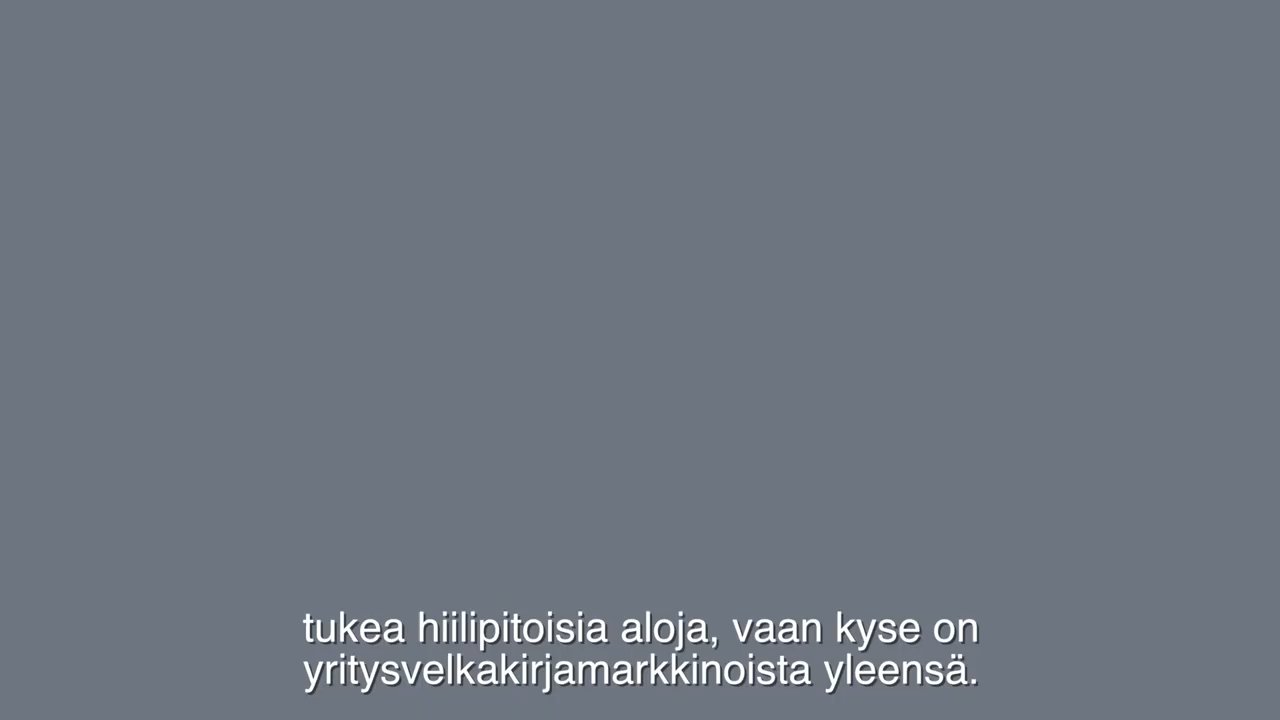 tukea hiilipitoisia aloja, vaan kyse on
yritysvelkakirjamarkkinoista yleensä.